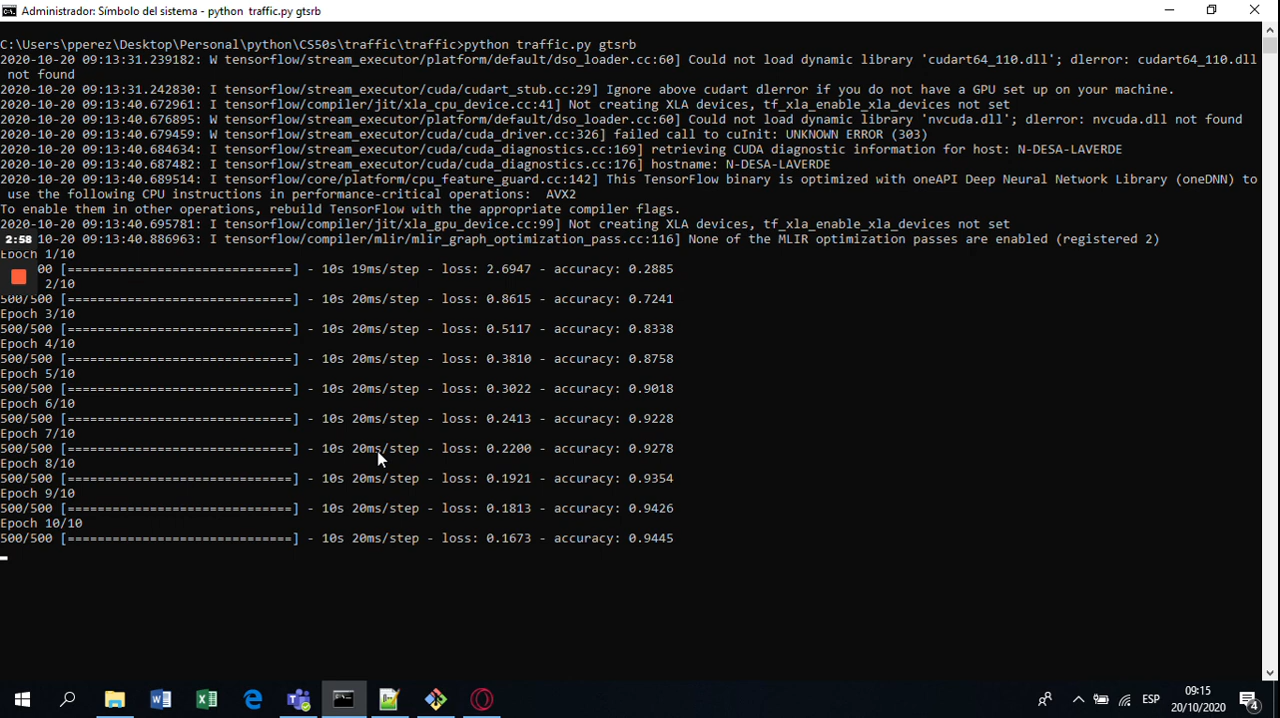 Administrador: Símbolo del sistema - python  traffic.py gtsrb
C:\Users\pperez\Desktop\Personal\python\CS50s\traffic\traffic>python traffic.py gtsrb
2020-10-20 09:13:31.239182: W tensorflow/stream_executor/platform/default/dso_loader.cc:60] Could not load dynamic library 'cudart64_110.dll'; dlerror: cudart64_110.dll
not found
2020-10-20 09:13:31.242830: I tensorflow/stream_executor/cuda/cudart_stub.cc:29] Ignore above cudart dlerror if you do not have a GPU set up on your machine.
2020-10-20 09:13:40.672961: I tensorflow/compiler/jit/xla_cpu_device.cc:41] Not creating XLA devices, tf_xla_enable_xla_devices not set
2020-10-20 09:13:40.676895: W tensorflow/stream_executor/platform/default/dso_loader.cc:60] Could not load dynamic library 'nvcuda.dll'; dlerror: nvcuda.dll not found
2020-10-20 09:13:40.679459: W tensorflow/stream_executor/cuda/cuda_driver.cc:326] failed call to cuInit: UNKNOWN ERROR (303)
2020-10-20 09:13:40.684634: I tensorflow/stream_executor/cuda/cuda_diagnostics.cc:169] retrieving CUDA diagnostic information for host: N-DESA-LAVERDE
2020-10-20 09:13:40.687482: I tensorflow/stream_executor/cuda/cuda_diagnostics.cc:176] hostname: N-DESA-LAVERDE
2020-10-20 09:13:40.689514: I tensorflow/core/platform/cpu_feature_guard.cc:142] This TensorFlow binary is optimized with oneAPI Deep Neural Network Library (oneDNN) to
use the following CPU instructions in performance-critical operations:  AVX2
To enable them in other operations, rebuild TensorFlow with the appropriate compiler flags.
2020-10-20 09:13:40.695781: I tensorflow/compiler/jit/xla_gpu_device.cc:99] Not creating XLA devices, tf_xla_enable_xla_devices not set
2:58 10-20 09:13:40.886963: I tensorflow/compiler/mlir/mlir_graph_optimization_pass.cc:116] None of the MLIR optimization passes are enabled (registered 2)
Epoch 1/10
00 [==============================] - 10s 19ms/step - loss: 2.6947 - accuracy: 0.2885
2/10
500/500 [==============================] - 10s 20ms/step - loss: 0.8615 - accuracy: 0.7241
Epoch 3/10
500/500 [==============================] - 10s 20ms/step - loss: 0.5117 - accuracy: 0.8338
Epoch 4/10
500/500 [==============================] - 10s 20ms/step - loss: 0.3810 - accuracy: 0.8758
Epoch 5/10
500/500 [==============================] - 10s 20ms/step - loss: 0.3022 - accuracy: 0.9018
Epoch 6/10
500/500 [==============================] - 10s 20ms/step - loss: 0.2413 - accuracy: 0.9228
Epoch 7/10
500/500 [==============================] - 10s 20ms/step - loss: 0.2200 - accuracy: 0.9278
Epoch 8/10
500/500 [==============================] - 10s 20ms/step - loss: 0.1921 - accuracy: 0.9354
Epoch 9/10
500/500 [==============================] - 10s 20ms/step - loss: 0.1813 - accuracy: 0.9426
Epoch 10/10
500/500 [==============================] - 10s 20ms/step - loss: 0.1673 - accuracy: 0.9445
ESP
09:15
20/10/2020
4